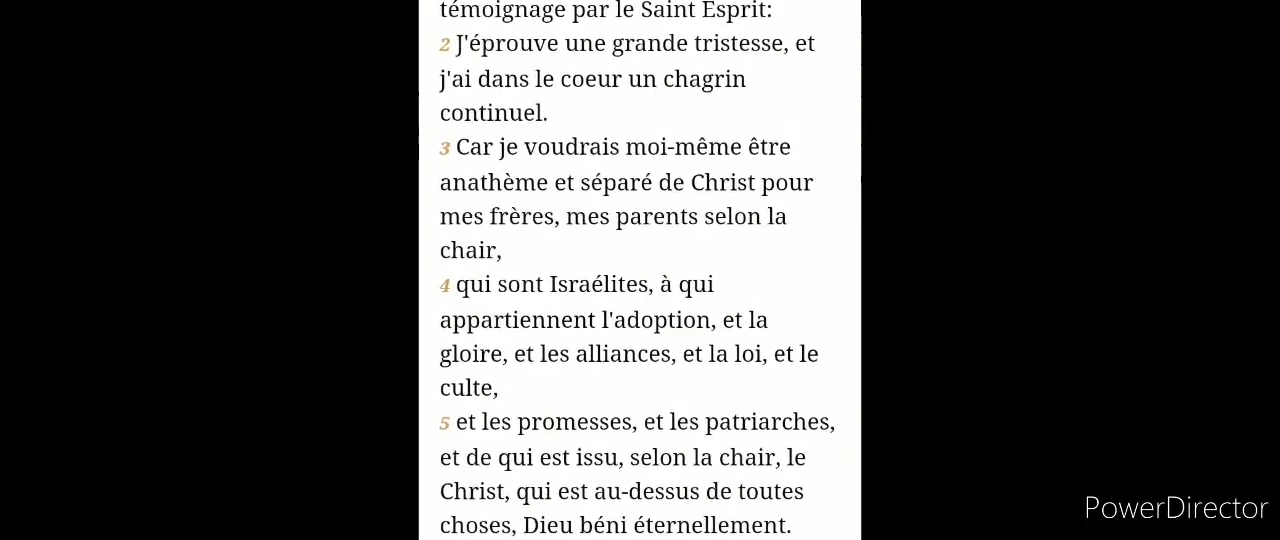 témoignage par le Saint Esprit:
2 J'éprouve une grande tristesse, et
j'ai dans le coeur un chagrin
continuel.
3 Car je voudrais moi-même être
anathème et séparé de Christ pour
mes frères, mes parents selon la
chair,
4 qui sont Israélites, à qui
appartiennent l'adoption, et la
gloire, et les alliances, et la loi, et le
culte,
5 et les promesses, et les patriarches,
et de qui est issu, selon la chair, le
Christ, qui est au-dessus de toutes
choses, Dieu béni éternellement.
PowerDirector